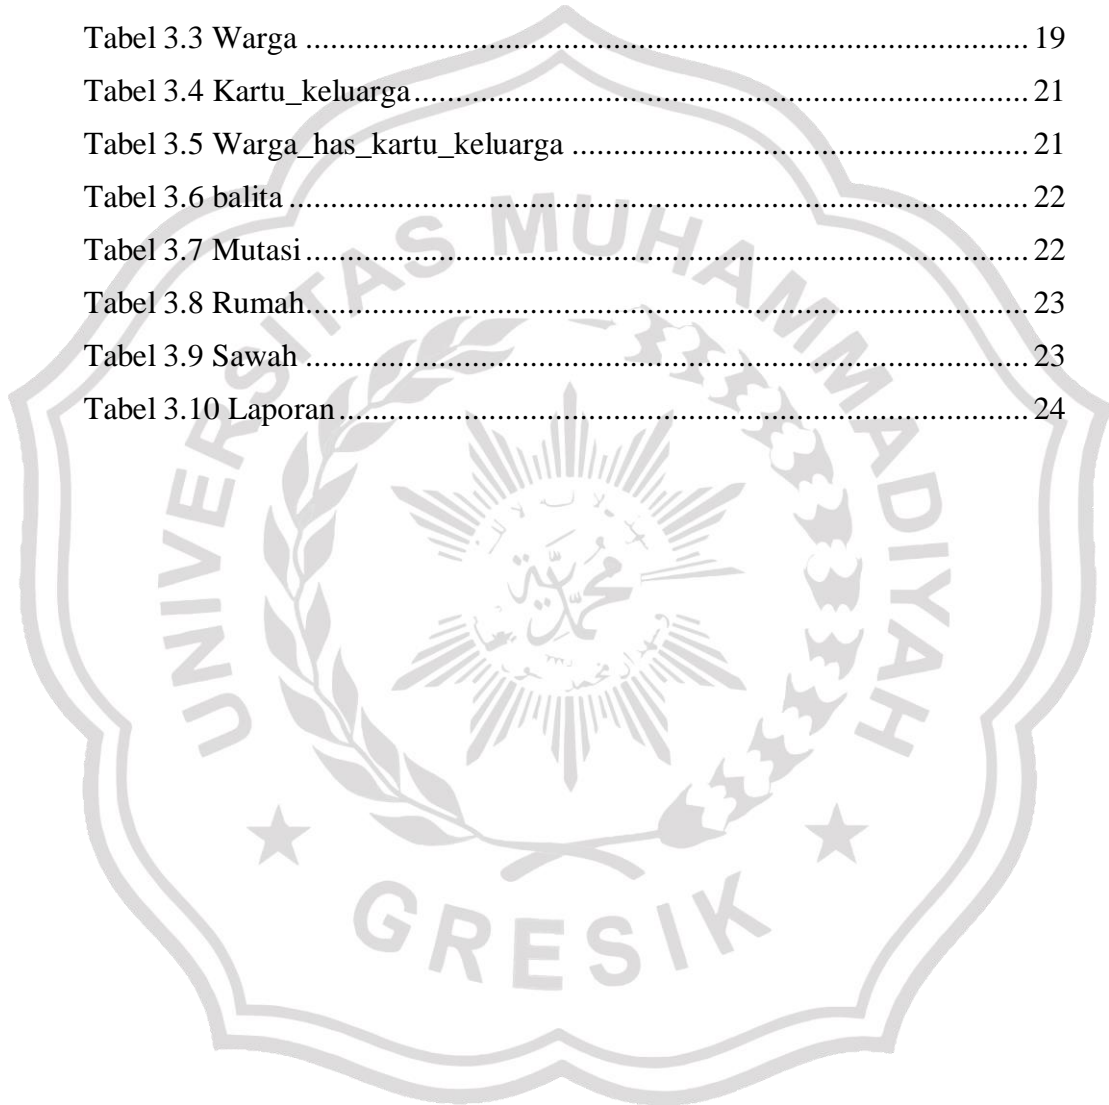 Tabel 3.3 Warga ................................................................................ 19
Tabel 3.4 Kartu_keluarga .................................................................... 21
Tabel 3.5 Warga_has_kartu_keluarga .................................................. 21
Tabel 3.6 balita .................................................................................. 22
Tabel 3.7 Mutasi ................................................................................ 22
Tabel 3.8 Rumah ................................................................................ 23
Tabel 3.9 Sawah ................................................................................ 23
Tabel 3.10 Laporan ............................................................................ 24
UNIVERSITAS MUHAMMADIYAH
محمدية
GRESIK